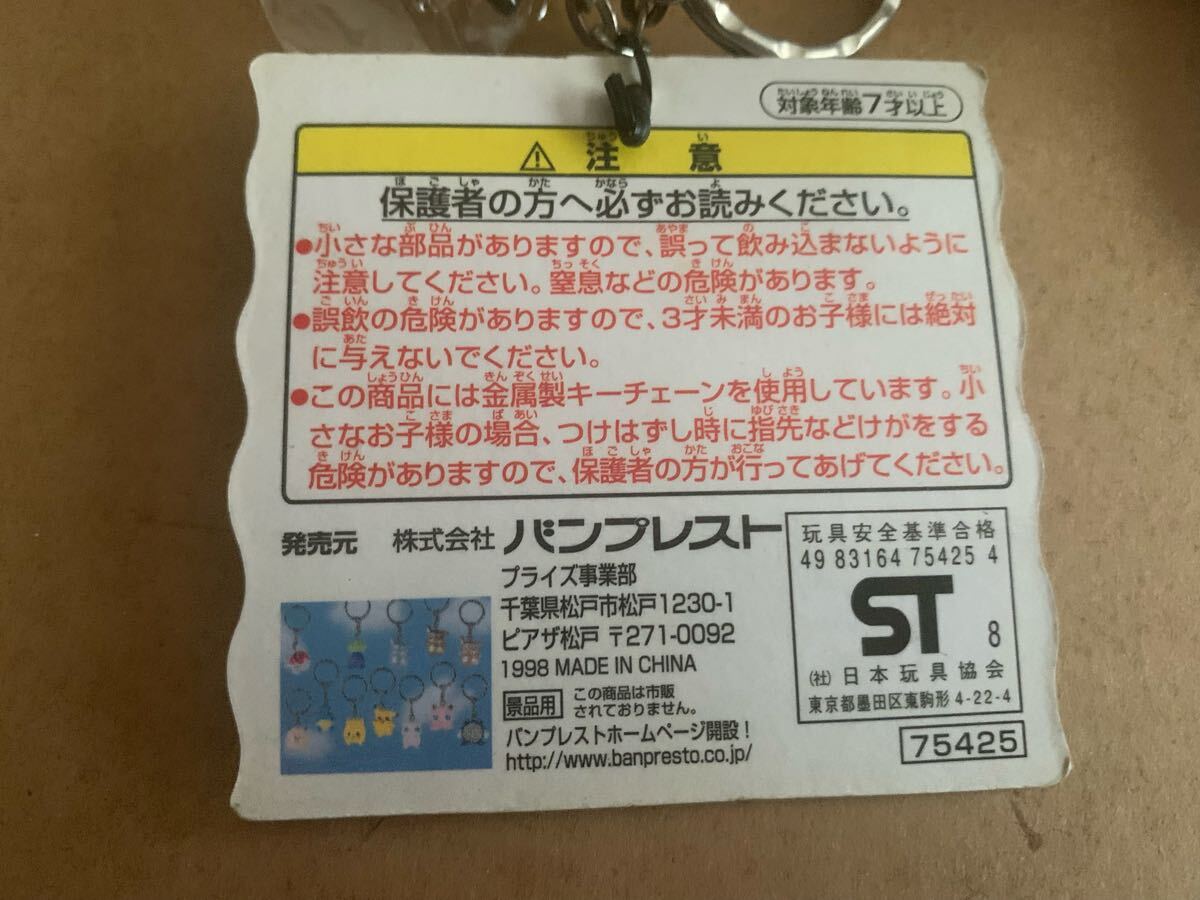 対象年齢7才以上
⚠注意
保護者の方へ必ずお読みください。
●小さな部品がありますので、誤って飲み込まないように
注意してください。窒息などの危険があります。
●誤飲の危険がありますので、3才未満のお子様には絶対
に与えないでください。
●この商品には金属製キーチェーンを使用しています。小
さなお子様の場合、つけはずし時に指先などけがをする
危険がありますので、保護者の方が行ってあげてください。
発売元 株式会社 バンプレスト
プライズ事業部
千葉県松戸市松戸1230-1
ピアザ松戸 〒271-0092
1998 MADE IN CHINA
景品用 この商品は市販
されておりません。
バンプレストホームページ開設!
http://www.banpresto.co.jp/
玩具安全基準合格
49 83164 75425 4
ST 8
(社)日本玩具協会
東京都墨田区東駒形4-22-4
75425